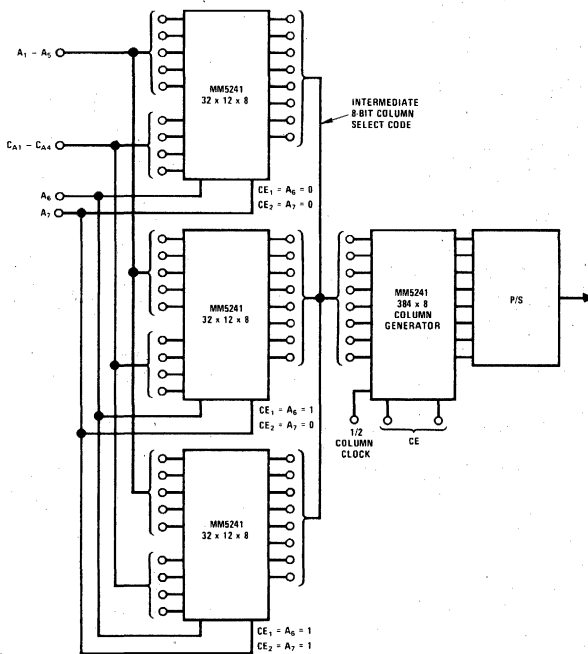 A1 – A5
MM5241
32 x 12 x 8
INTERMEDIATE
8-BIT COLUMN
SELECT CODE
CA1 – CA4
A6
A7
CE1 = A6 = 0
CE2 = A7 = 0
MM5241
32 x 12 x 8
MM5241
384 x 8
COLUMN
GENERATOR
P/S
CE1 = A6 = 1
CE2 = A7 = 0
1/2
COLUMN
CLOCK
CE
MM5241
32 x 12 x 8
CE1 = A6 = 1
CE2 = A7 = 1